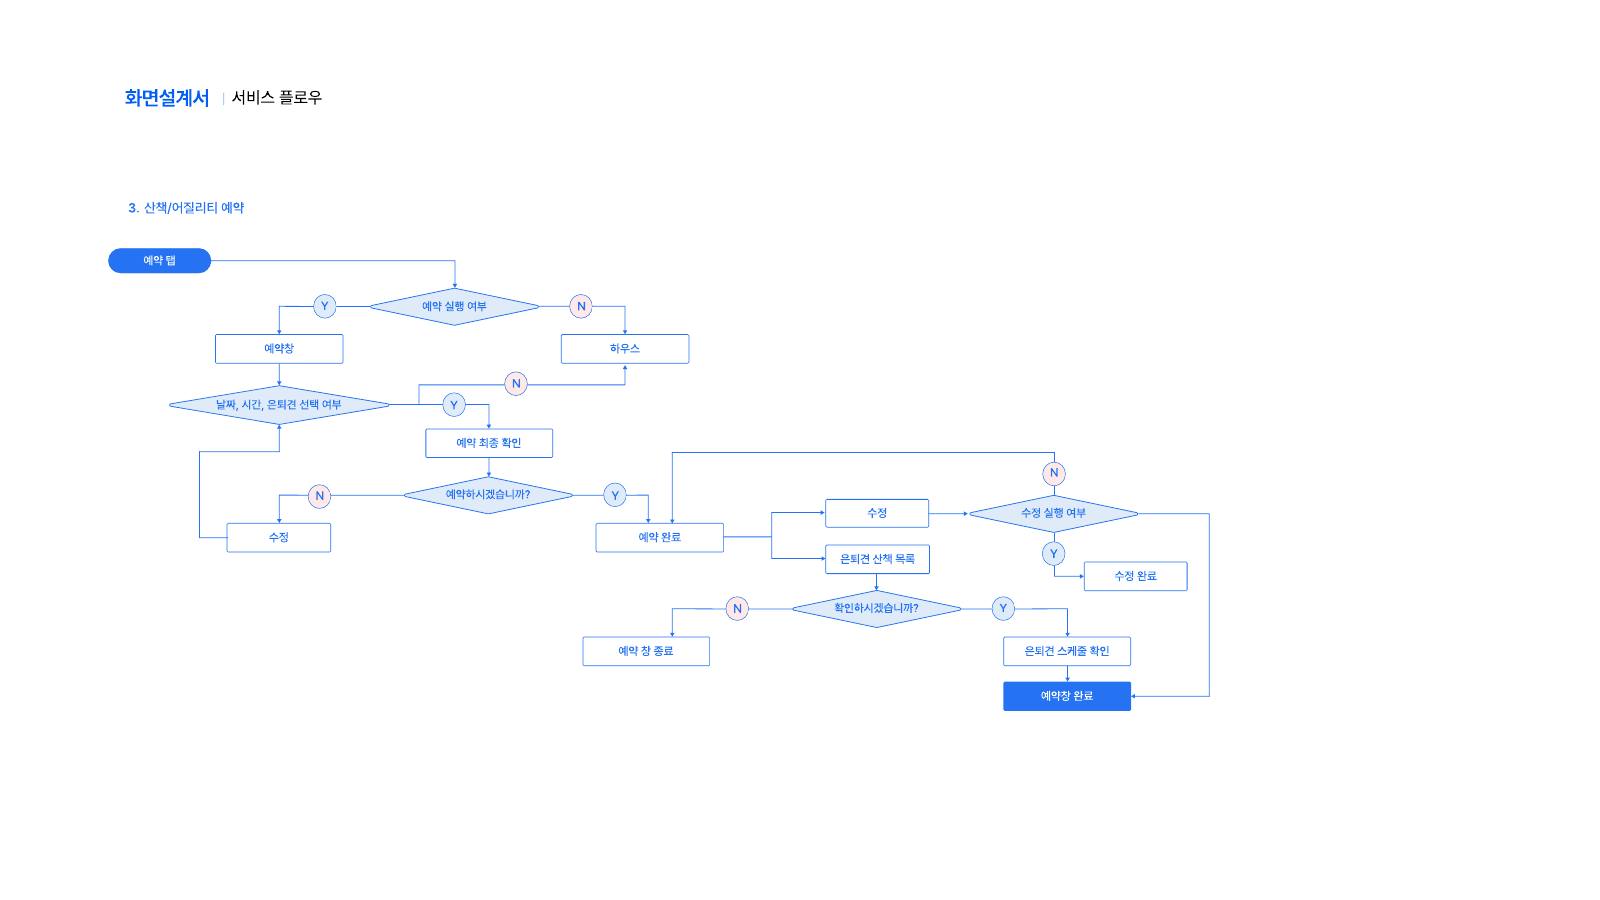 화면설계서 | 서비스 플로우
3. 산책/어질리티 예약
예약 탭
Y
예약 실행 여부
N
예약창
하우스
N
날짜, 시간, 은퇴견 선택 여부
Y
예약 최종 확인
N
예약하시겠습니까?
Y
N
수정
수정 실행 여부
수정
예약 완료
은퇴견 산책 목록
Y
수정 완료
N
확인하시겠습니까?
Y
예약 창 종료
은퇴견 스케줄 확인
예약창 완료